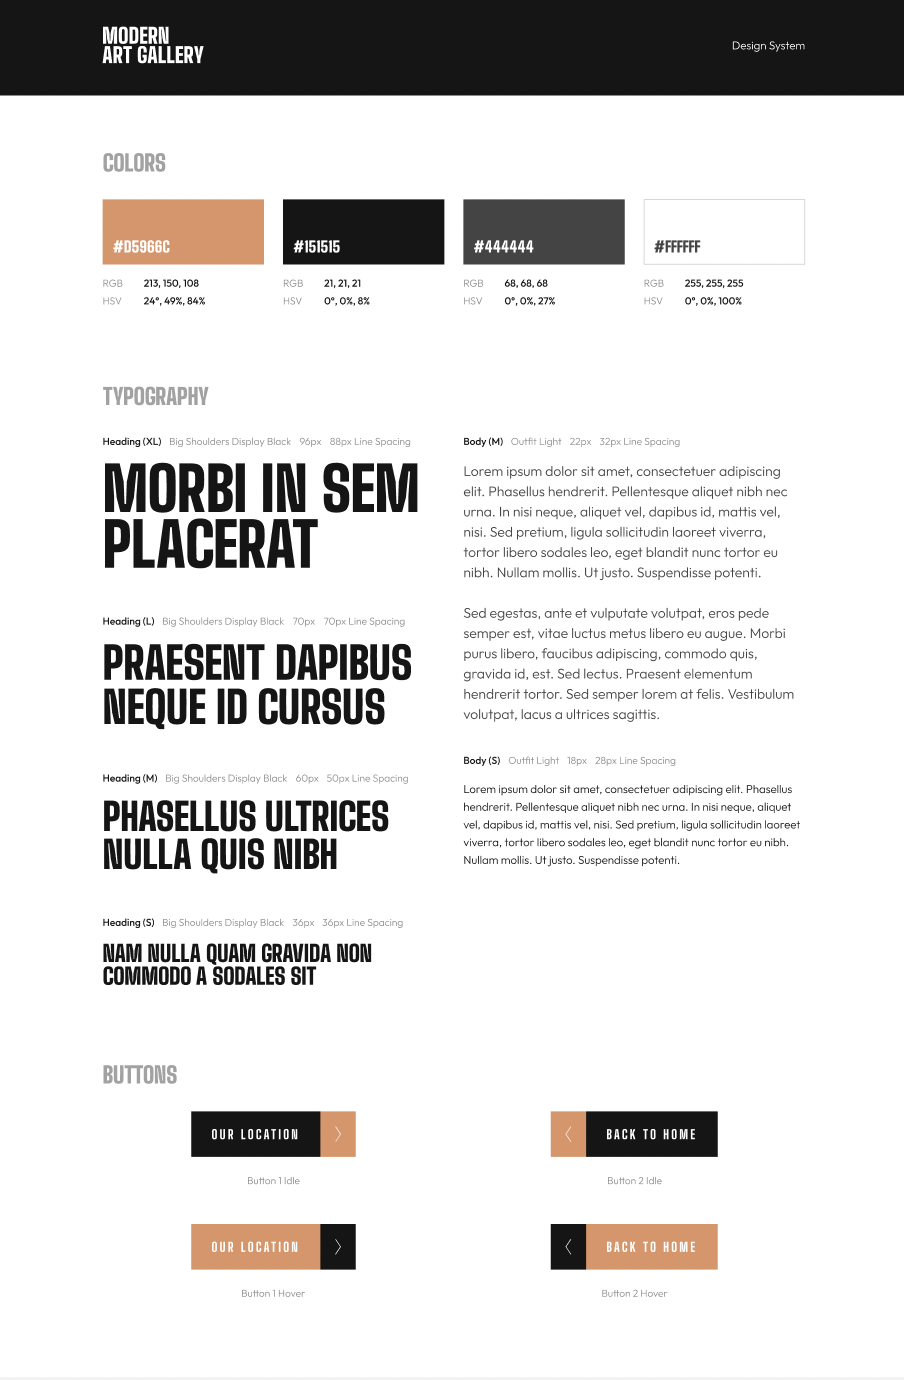 MODERN
ART GALLERY
Design System
COLORS
#D5966C
RGB 213, 150, 108
HSV 24°, 49%, 84%
#151515
RGB 21, 21, 21
HSV 0°, 0%, 8%
#444444
RGB 68, 68, 68
HSV 0°, 0%, 27%
#FFFFFF
RGB 255, 255, 255
HSV 0°, 0%, 100%
TYPOGRAPHY
Heading (XL) Big Shoulders Display Black 96px 88px Line Spacing
MORBI IN SEM
PLACERAT
Heading (L) Big Shoulders Display Black 70px 70px Line Spacing
PRAESENT DAPIBUS
NEQUE ID CURSUS
Heading (M) Big Shoulders Display Black 60px 50px Line Spacing
PHASELLUS ULTRICES
NULLA QUIS NIBH
Heading (S) Big Shoulders Display Black 36px 36px Line Spacing
NAM NULLA QUAM GRAVIDA NON
COMMODO A SODALES SIT
Body (M) Outfit Light 22px 32px Line Spacing
Lorem ipsum dolor sit amet, consectetuer adipiscing
elit. Phasellus hendrerit. Pellentesque aliquet nibh nec
urna. In nisi neque, aliquet vel, dapibus id, mattis vel,
nisi. Sed pretium, ligula sollicitudin laoreet viverra,
tortor libero sodales leo, eget blandit nunc tortor eu
nibh. Nullam mollis. Ut justo. Suspendisse potenti.
Sed egestas, ante et vulputate volutpat, eros pede
semper est, vitae luctus metus libero eu augue. Morbi
purus libero, faucibus adipiscing, commodo quis,
gravida id, est. Sed lectus. Praesent elementum
hendrerit tortor. Sed semper lorem at felis. Vestibulum
volutpat, lacus a ultrices sagittis.
Body (S) Outfit Light 18px 28px Line Spacing
Lorem ipsum dolor sit amet, consectetuer adipiscing elit. Phasellus
hendrerit. Pellentesque aliquet nibh nec urna. In nisi neque, aliquet
vel, dapibus id, mattis vel, nisi. Sed pretium, ligula sollicitudin laoreet
viverra, tortor libero sodales leo, eget blandit nunc tortor eu nibh.
Nullam mollis. Ut justo. Suspendisse potenti.
BUTTONS
OUR LOCATION
Button 1 Idle
BACK TO HOME
Button 2 Idle
OUR LOCATION
Button 1 Hover
BACK TO HOME
Button 2 Hover